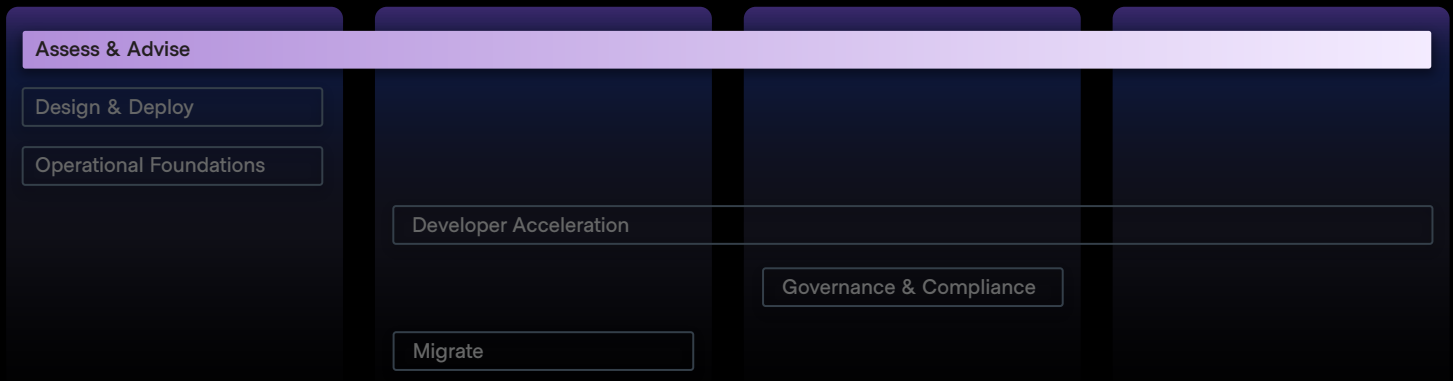 Assess & Advise
Design & Deploy
Operational Foundations
Developer Acceleration
Governance & Compliance
Migrate